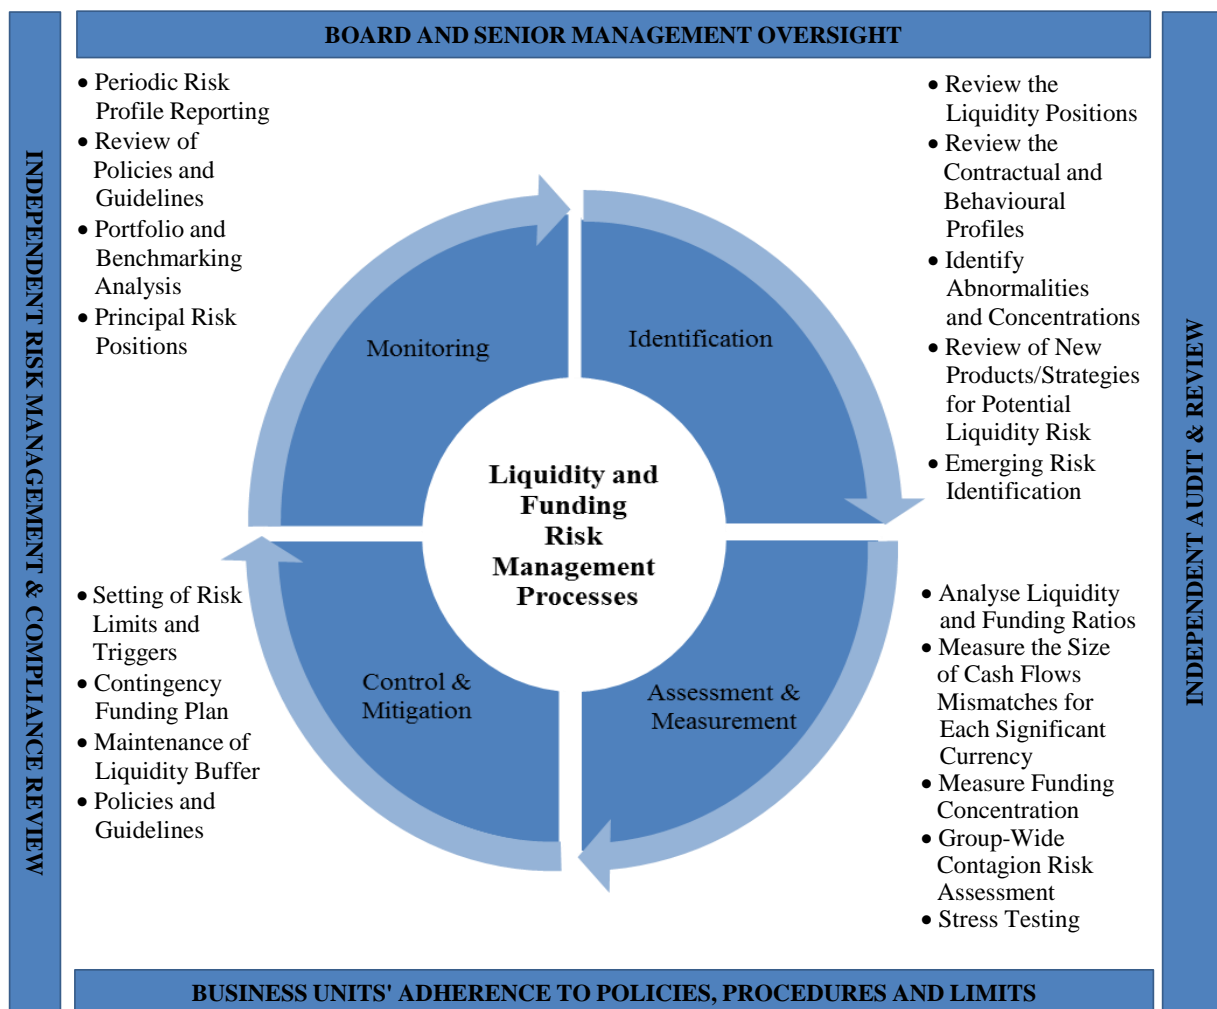 BOARD AND SENIOR MANAGEMENT OVERSIGHT
INDEPENDENT RISK MANAGEMENT & COMPLIANCE REVIEW
• Periodic Risk
Profile Reporting
• Review of
Policies and
Guidelines
• Portfolio and
Benchmarking
Analysis
• Principal Risk
Positions
Monitoring
Identification
• Review the
Liquidity Positions
• Review the
Contractual and
Behavioural
Profiles
• Identify
Abnormalities
and Concentrations
• Review of New
Products/Strategies
for Potential
Liquidity Risk
• Emerging Risk
Identification
Liquidity and
Funding
Risk
Management
Processes
• Setting of Risk
Limits and
Triggers
• Contingency
Funding Plan
• Maintenance of
Liquidity Buffer
• Policies and
Guidelines
Control &
Mitigation
Assessment &
Measurement
• Analyse Liquidity
and Funding Ratios
• Measure the Size
of Cash Flows
Mismatches for
Each Significant
Currency
• Measure Funding
Concentration
• Group-Wide
Contagion Risk
Assessment
• Stress Testing
INDEPENDENT AUDIT & REVIEW
BUSINESS UNITS' ADHERENCE TO POLICIES, PROCEDURES AND LIMITS